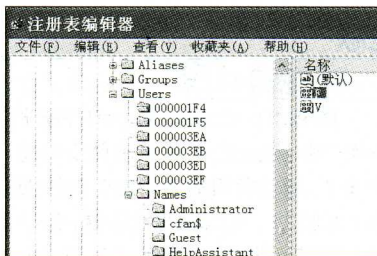 注册表编辑器
文件(F) 编辑(E) 查看(V) 收藏夹(A) 帮助(H)
Aliases
Groups
Users
000001F4
000001F5
000003EA
000003EB
000003ED
000003EF
Names
Administrator
cfan$
Guest
HelpAssistant
名称
(默认)
F
V